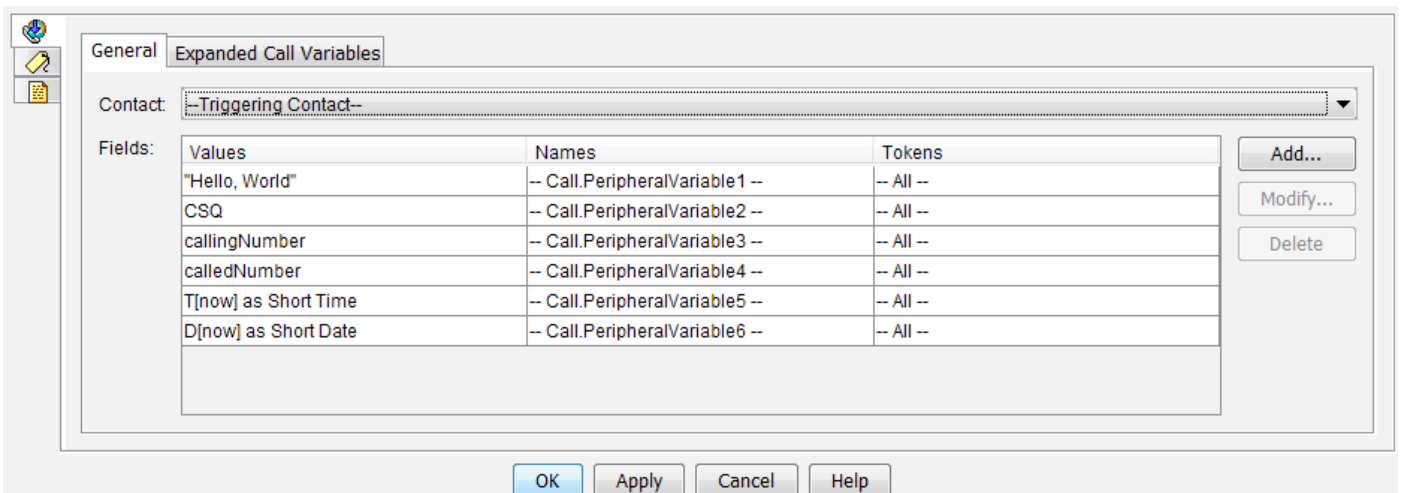 General Expanded Call Variables
Contact: --Triggering Contact--
Fields: Values Names Tokens Add...
"Hello, World" -- Call.PeripheralVariable1 -- -- All --
CSQ -- Call.PeripheralVariable2 -- -- All -- Modify...
callingNumber -- Call.PeripheralVariable3 -- -- All -- Delete
calledNumber -- Call.PeripheralVariable4 -- -- All --
T[now] as Short Time -- Call.PeripheralVariable5 -- -- All --
D[now] as Short Date -- Call.PeripheralVariable6 -- -- All --
OK Apply Cancel Help